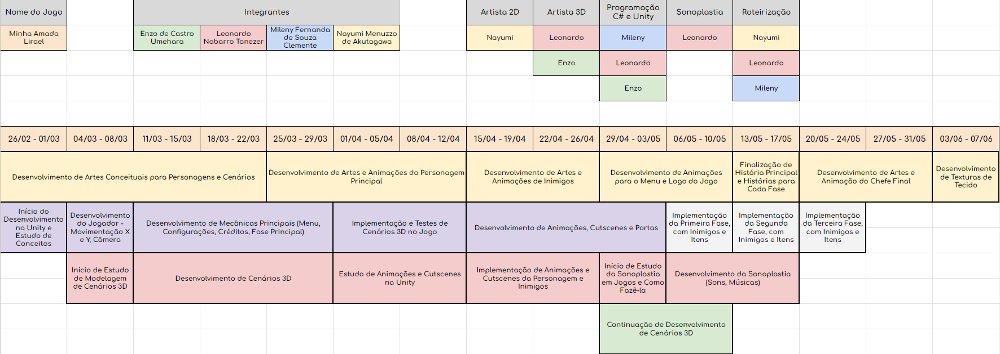 Nome do Jogo
Integrantes
Artista 2D
Artista 3D
Programação
C# e Unity
Sonoplastia
Roteirização
Minha Amada
Lirael
Enzo de Castro
Umehara
Leonardo
Nabarro Tonezer
Mileny Fernanda
de Souza
Clemente
Nayumi Menuzzo
de Akutagawa
Nayumi
Leonardo
Mileny
Leonardo
Nayumi
Enzo
Leonardo
Leonardo
Enzo
Mileny
26/02 - 01/03
04/03 - 08/03
11/03 - 15/03
18/03 - 22/03
25/03 - 29/03
01/04 - 05/04
08/04 - 12/04
15/04 - 19/04
22/04 - 26/04
29/04 - 03/05
06/05 - 10/05
13/05 - 17/05
20/05 - 24/05
27/05 - 31/05
03/06 - 07/06
Desenvolvimento de Artes Conceituais para Personagens e Cenários
Desenvolvimento de Artes e Animações do Personagem
Principal
Desenvolvimento de Artes e
Animações de Inimigos
Desenvolvimento de Animações
para o Menu e Logo do Jogo
Finalização de
História Principal
e Histórias para
Cada Fase
Desenvolvimento de Artes e
Animação do Chefe Final
Desenvolvimento
de Texturas de
Tecido
Início do
Desenvolvimento
na Unity e
Estudo de
Conceitos
Desenvolvimento
do Jogador -
Movimentação X
e Y, Câmera
Desenvolvimento de Mecânicas Principais (Menu,
Configurações, Créditos, Fase Principal)
Implementação e Testes de
Cenários 3D no Jogo
Desenvolvimento de Animações, Cutscenes e Portas
Implementação
da Primeira Fase,
com Inimigos e
Itens
Implementação
da Segunda
Fase, com
Inimigos e Itens
Implementação
da Terceira Fase,
com Inimigos e
Itens
Início de Estudo
de Modelagem
de Cenários 3D
Desenvolvimento de Cenários 3D
Estudo de Animações e Cutscenes
na Unity
Implementação de Animações e
Cutscenes da Personagem e
Inimigos
Início de Estudo
da Sonoplastia
em Jogos e Como
Fazê-la
Desenvolvimento da Sonoplastia
(Sons, Músicas)
Continuação de Desenvolvimento
de Cenários 3D